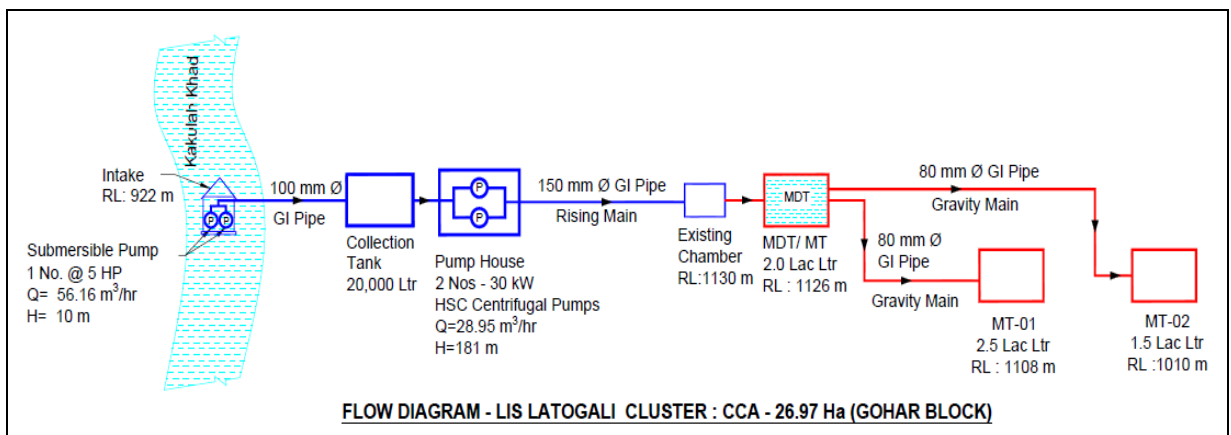 Kakulah Khad
Intake
RL: 922 m
P P
Submersible Pump
1 No. @ 5 HP
Q= 56.16 m³/hr
H= 10 m
100 mm Ø
GI Pipe
Collection
Tank
20,000 Ltr
P
P
Pump House
2 Nos - 30 kW
HSC Centrifugal Pumps
Q=28.95 m³/hr
H=181 m
150 mm Ø GI Pipe
Rising Main
Existing
Chamber
RL:1130 m
MDT
MDT/ MT
2.0 Lac Ltr
RL : 1126 m
80 mm Ø GI Pipe
Gravity Main
80 mm Ø
GI Pipe
Gravity Main
MT-01
2.5 Lac Ltr
RL : 1108 m
MT-02
1.5 Lac Ltr
RL :1010 m
FLOW DIAGRAM - LIS LATOGALI CLUSTER : CCA - 26.97 Ha (GOHAR BLOCK)